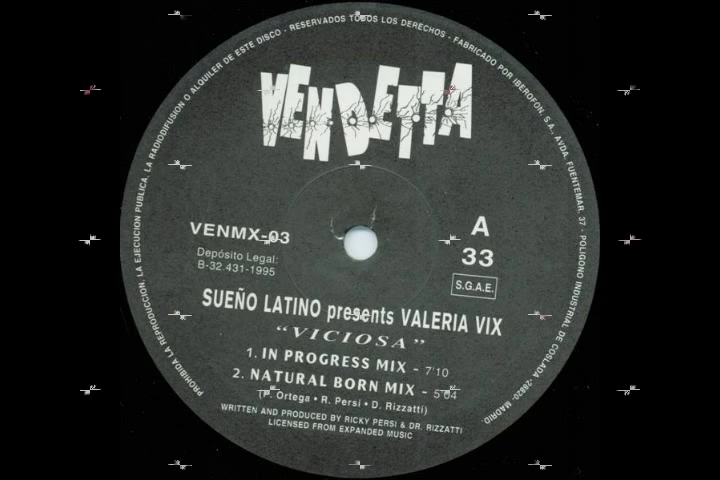 PROHIBIDA LA REPRODUCCION, LA EJECUCION PUBLICA, LA RADIODIFUSION O ALQUILER DE ESTE DISCO - RESERVADOS TODOS LOS DERECHOS - FABRICADO POR IBEROFON, S.A., AVDA. FUENTEMAR, 37 - POLIGONO INDUSTRIAL DE COSLADA -28820- MADRID
VENDETTA
VENMX-03
A
Depósito Legal:
33
B-32.431-1995
S.G.A.E.
SUEÑO LATINO presents VALERIA VIX
"VICIOSA"
1. IN PROGRESS MIX - 7'10
2. NATURAL BORN MIX - 5'04
(P. Ortega • R. Persi • D. Rizzatti)
WRITTEN AND PRODUCED BY RICKY PERSI & DR. RIZZATTI
LICENSED FROM EXPANDED MUSIC